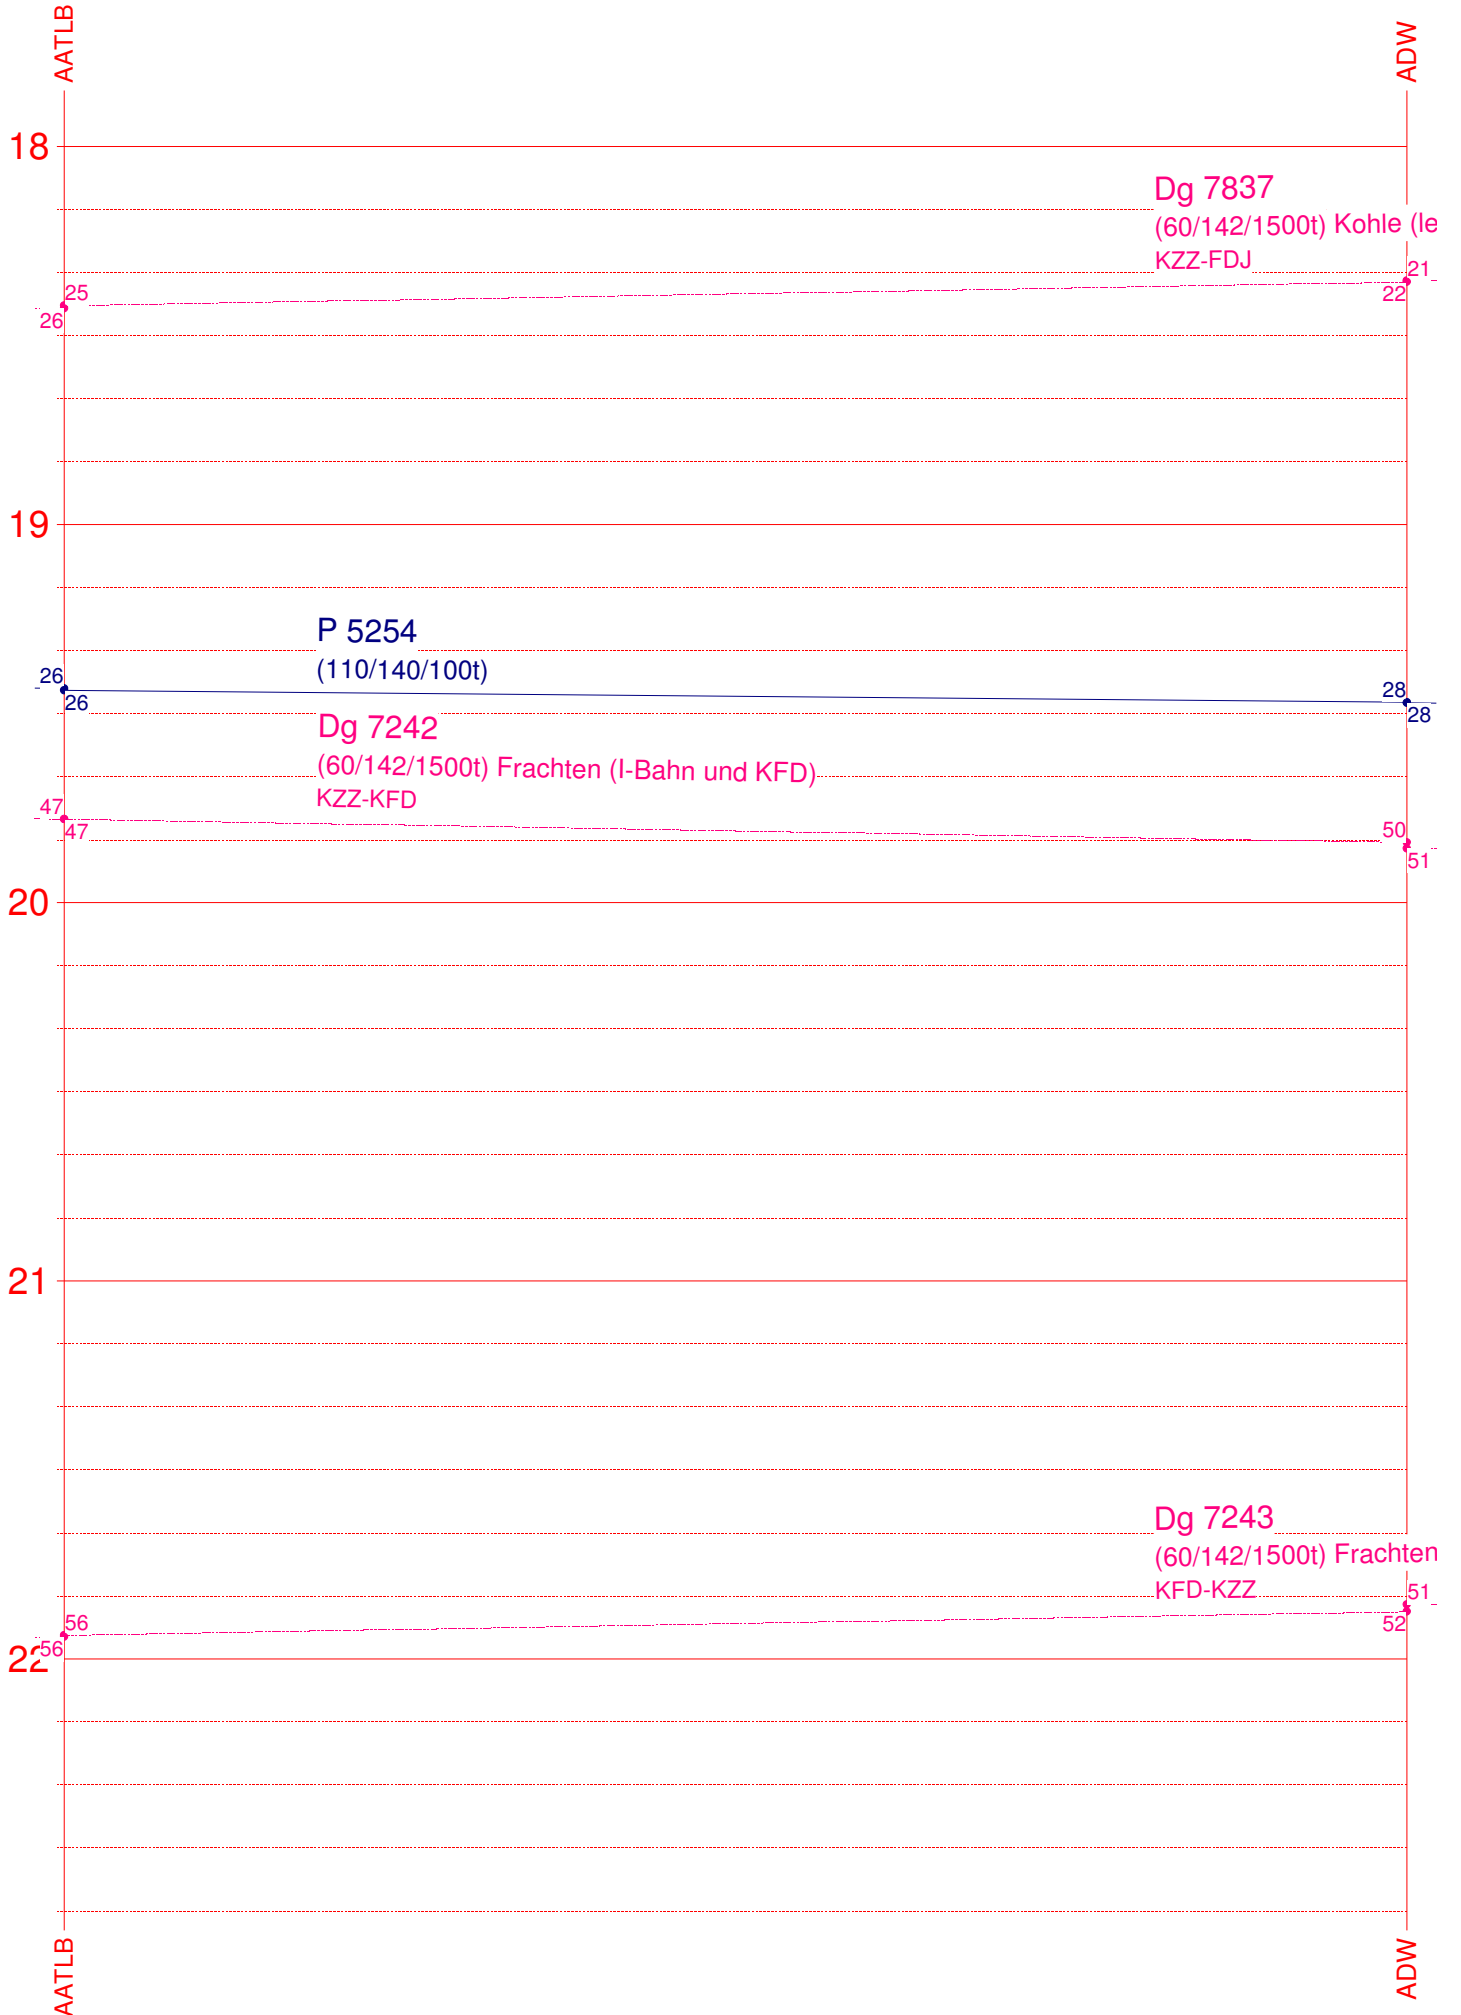 AATLB
ADW
18
Dg 7837
(60/142/1500t) Kohle (le
KZZ-FDJ
21
22
25
26
19
P 5254
(110/140/100t)
26
26
28
28
Dg 7242
(60/142/1500t) Frachten (I-Bahn und KFD)
KZZ-KFD
47
47
50
51
20
21
Dg 7243
(60/142/1500t) Frachten
KFD-KZZ
51
52
56
56
22
AATLB
ADW